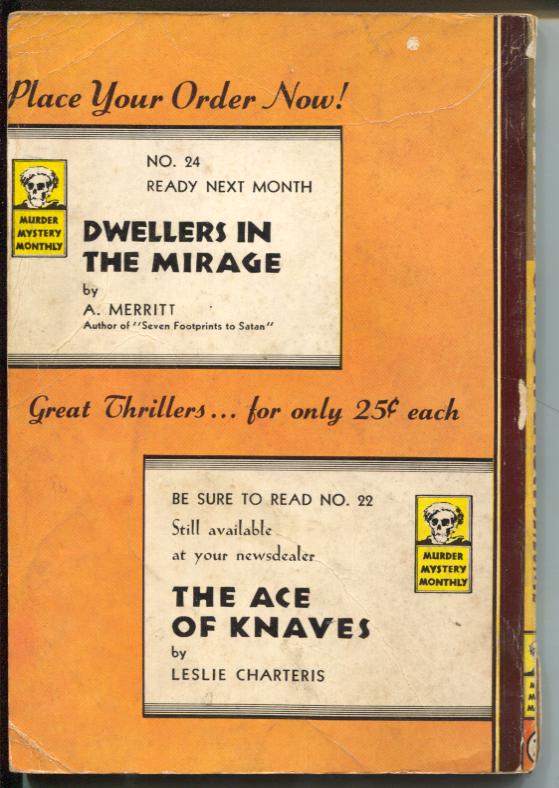 Place Your Order Now!
NO. 24
READY NEXT MONTH
MURDER
MYSTERY
MONTHLY
DWELLERS IN
THE MIRAGE
by
A. MERRITT
Author of "Seven Footprints to Satan"
Great Thrillers... for only 25¢ each
BE SURE TO READ NO. 22
Still available
at your newsdealer
MURDER
MYSTERY
MONTHLY
THE ACE
OF KNAVES
by
LESLIE CHARTERIS